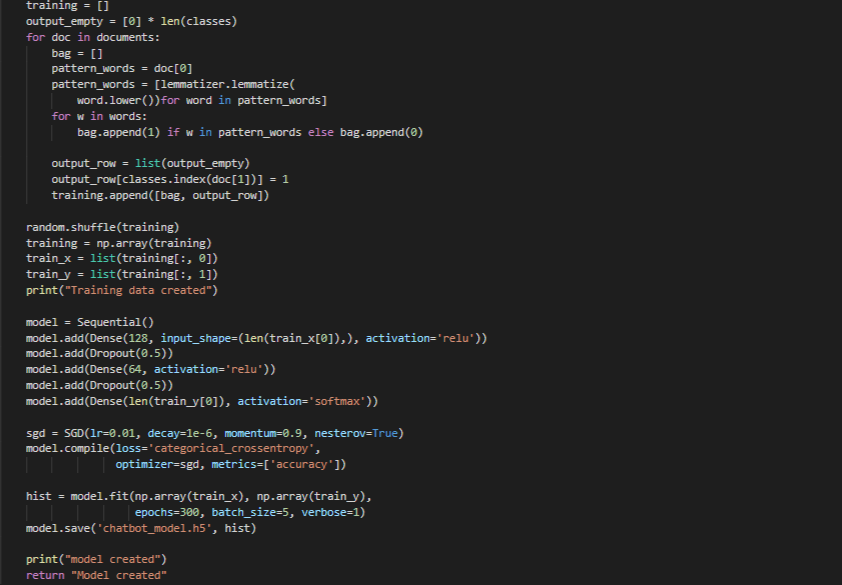 training = []
output_empty = [0] * len(classes)
for doc in documents:
    bag = []
    pattern_words = doc[0]
    pattern_words = [lemmatizer.lemmatize(
        word.lower())for word in pattern_words]
    for w in words:
        bag.append(1) if w in pattern_words else bag.append(0)

    output_row = list(output_empty)
    output_row[classes.index(doc[1])] = 1
    training.append([bag, output_row])

random.shuffle(training)
training = np.array(training)
train_x = list(training[:, 0])
train_y = list(training[:, 1])
print("Training data created")

model = Sequential()
model.add(Dense(128, input_shape=(len(train_x[0]),), activation='relu'))
model.add(Dropout(0.5))
model.add(Dense(64, activation='relu'))
model.add(Dropout(0.5))
model.add(Dense(len(train_y[0]), activation='softmax'))

sgd = SGD(lr=0.01, decay=1e-6, momentum=0.9, nesterov=True)
model.compile(loss='categorical_crossentropy',
              optimizer=sgd, metrics=['accuracy'])

hist = model.fit(np.array(train_x), np.array(train_y),
                 epochs=300, batch_size=5, verbose=1)
model.save('chatbot_model.h5', hist)

print("model created")
return "Model created"